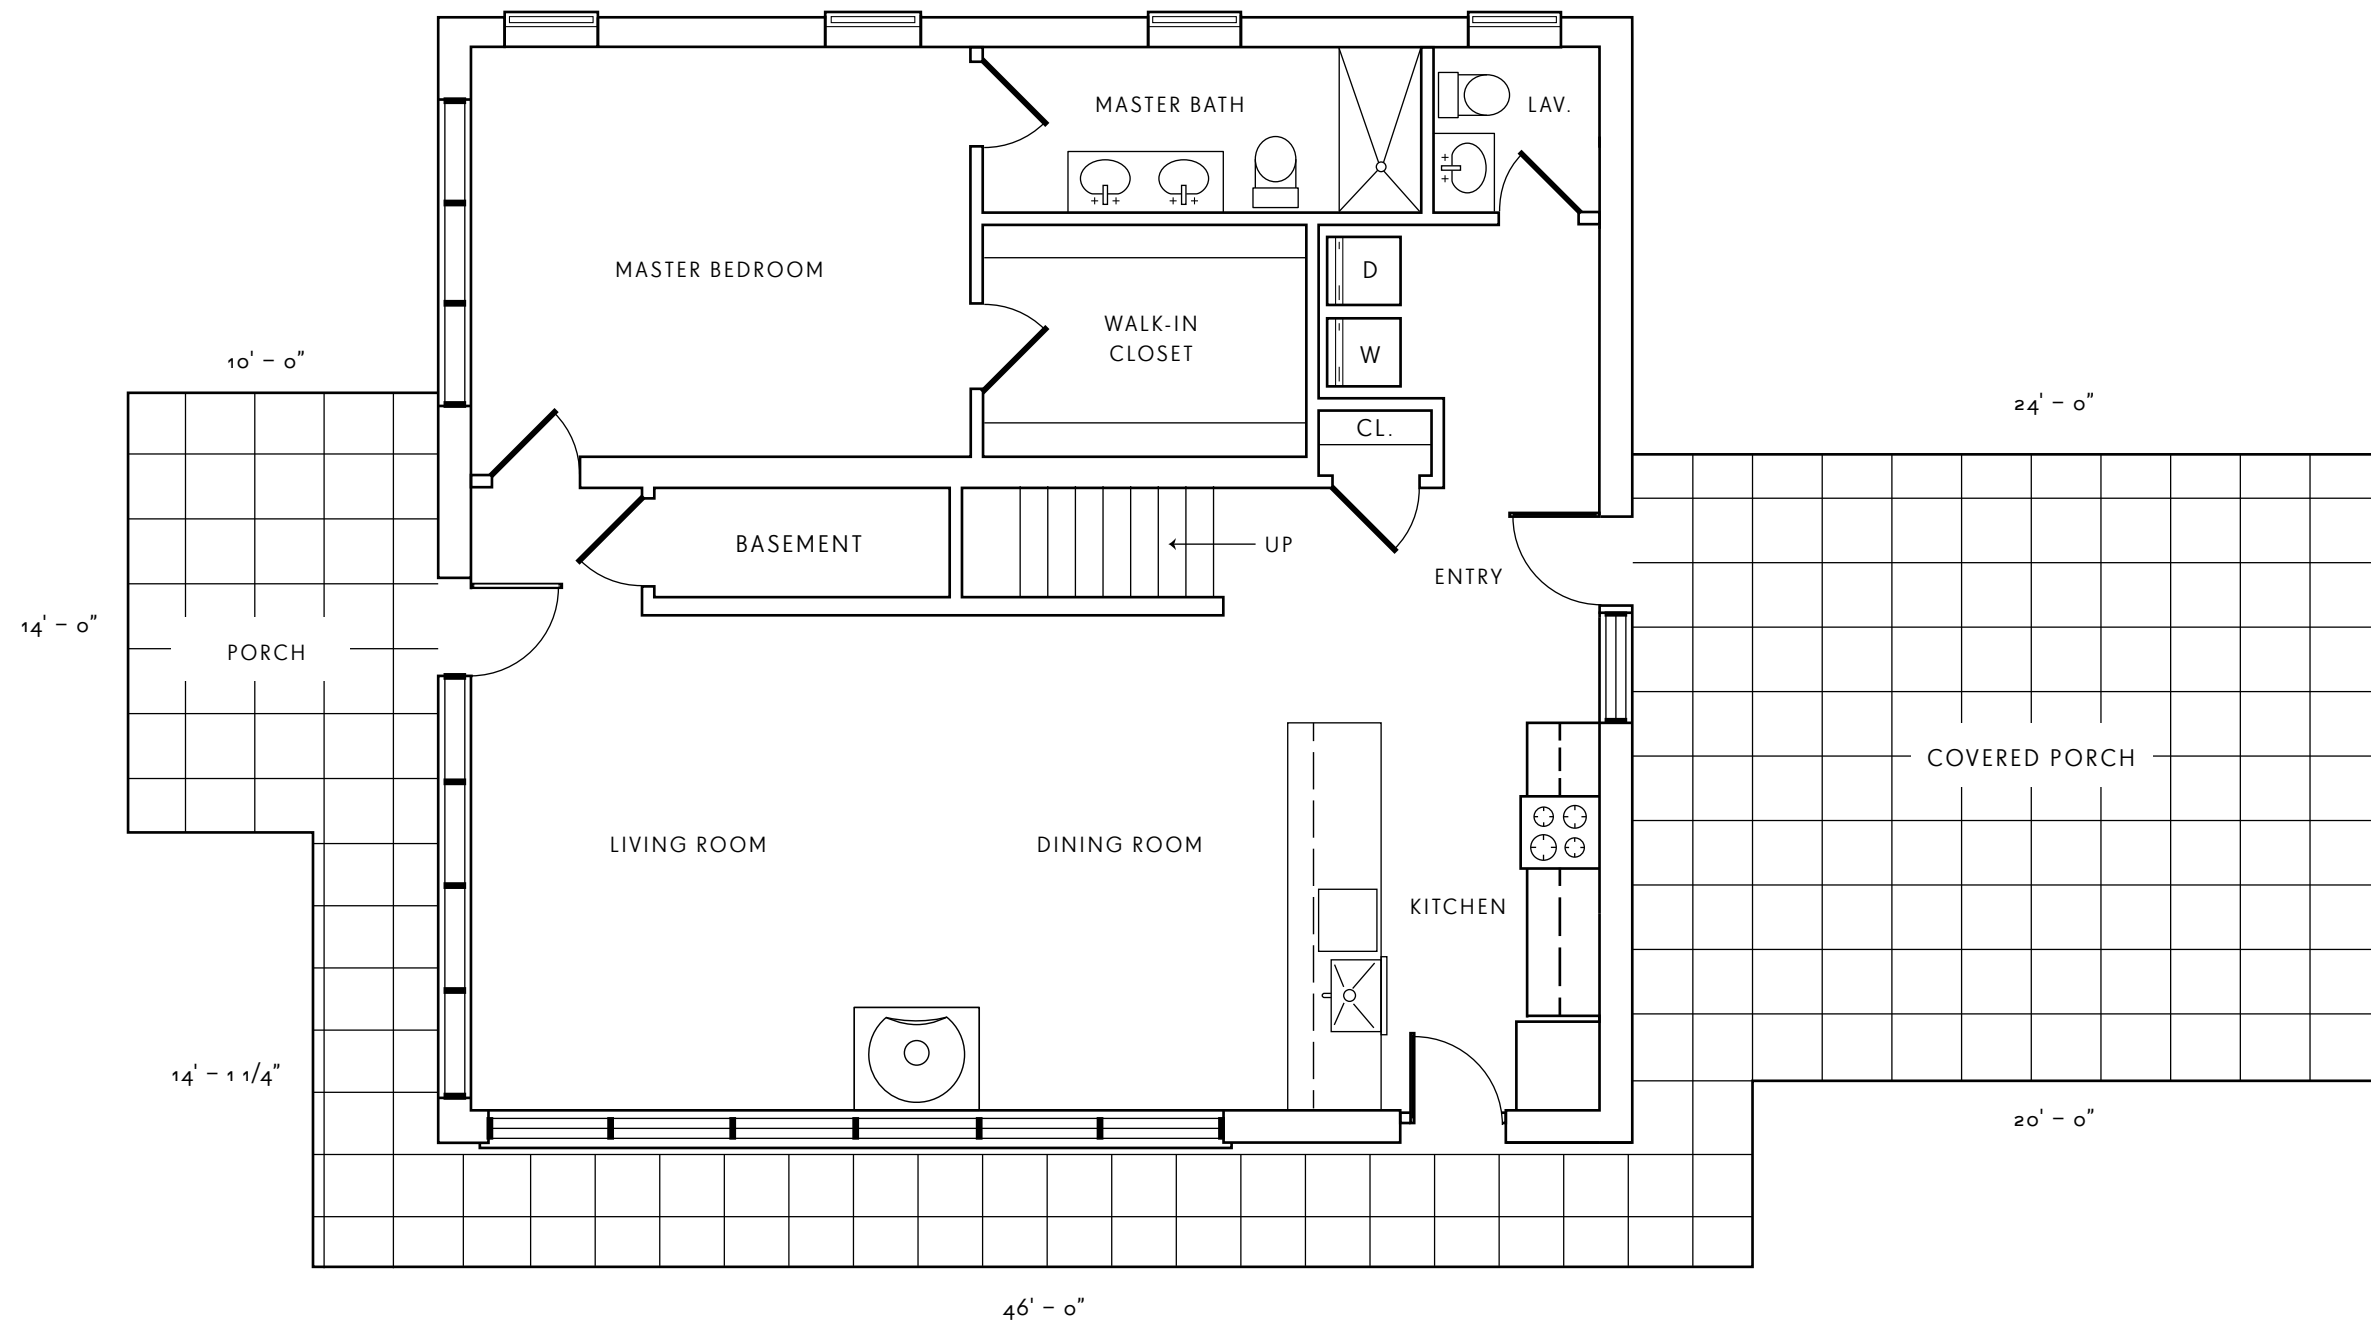 MASTER BATH
LAV.
MASTER BEDROOM
D
WALK-IN
CLOSET
W
10' – 0"
24' – 0"
CL.
BASEMENT
UP
ENTRY
14' – 0"
PORCH
COVERED PORCH
LIVING ROOM
DINING ROOM
KITCHEN
14' – 1 1/4"
20' – 0"
46' – 0"